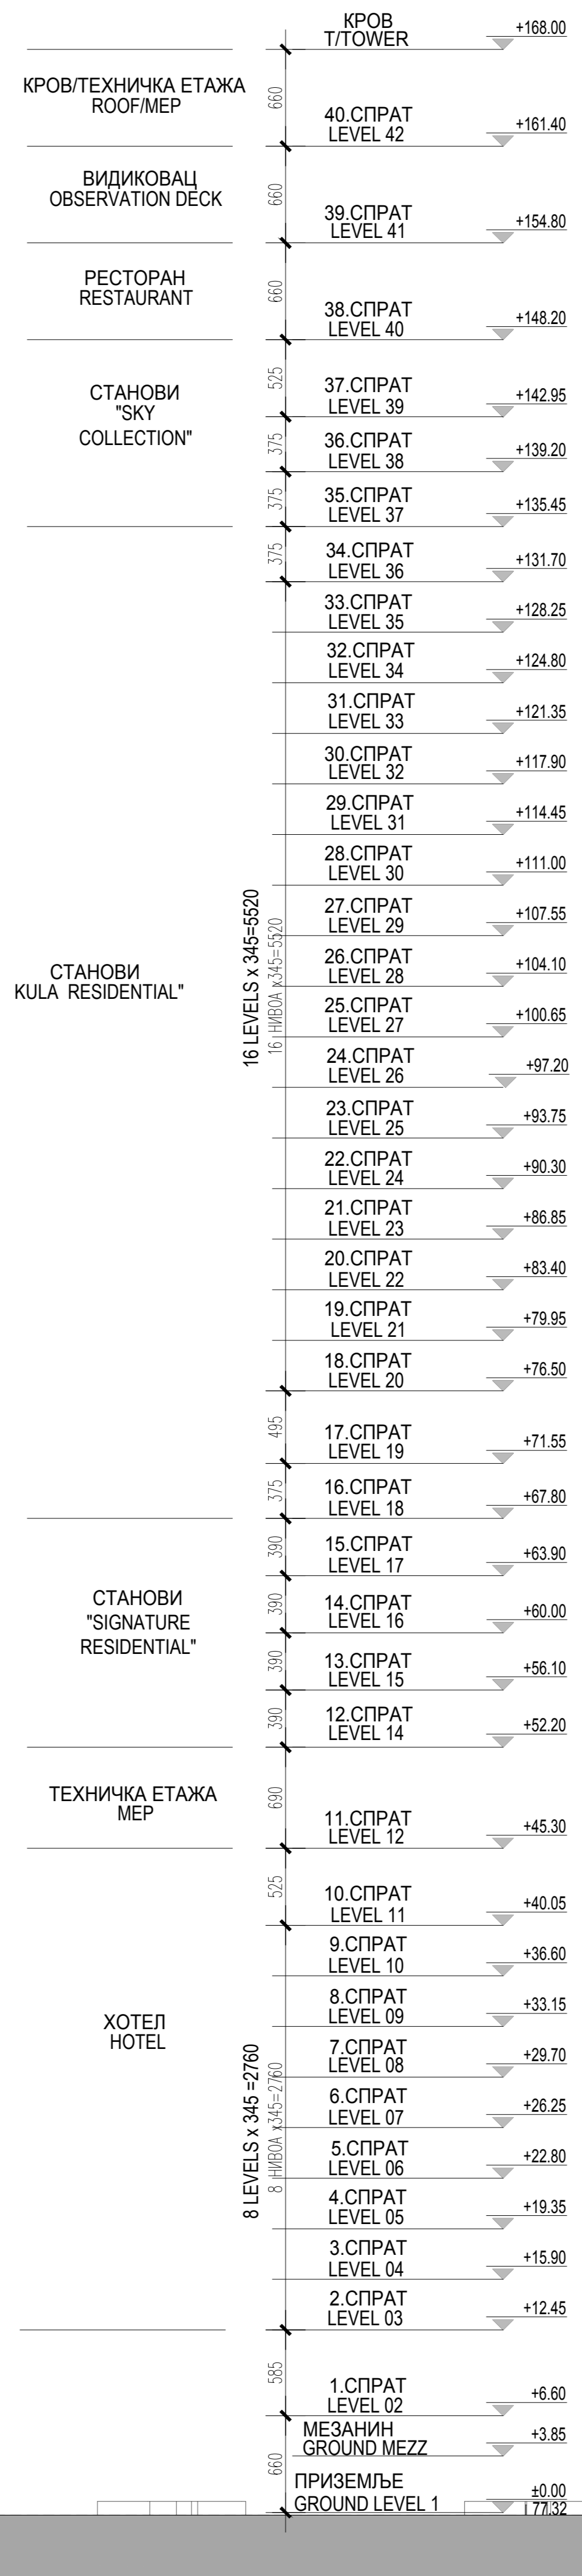 КРОВ
T/TOWER
+168.00
КРОВ/ТЕХНИЧКА ЕТАЖА
ROOF/MEP
660
40.СПРАТ
LEVEL 42
+161.40
ВИДИКОВАЦ
OBSERVATION DECK
660
39.СПРАТ
LEVEL 41
+154.80
РЕСТОРАН
RESTAURANT
660
38.СПРАТ
LEVEL 40
+148.20
СТАНОВИ
"SKY
COLLECTION"
525
37.СПРАТ
LEVEL 39
+142.95
375
36.СПРАТ
LEVEL 38
+139.20
375
35.СПРАТ
LEVEL 37
+135.45
375
34.СПРАТ
LEVEL 36
+131.70
33.СПРАТ
LEVEL 35
+128.25
32.СПРАТ
LEVEL 34
+124.80
31.СПРАТ
LEVEL 33
+121.35
30.СПРАТ
LEVEL 32
+117.90
29.СПРАТ
LEVEL 31
+114.45
28.СПРАТ
LEVEL 30
+111.00
27.СПРАТ
LEVEL 29
+107.55
СТАНОВИ
KULA RESIDENTIAL"
16 LEVELS x 345=5520
16 НИВОА x345=5520
26.СПРАТ
LEVEL 28
+104.10
25.СПРАТ
LEVEL 27
+100.65
24.СПРАТ
LEVEL 26
+97.20
23.СПРАТ
LEVEL 25
+93.75
22.СПРАТ
LEVEL 24
+90.30
21.СПРАТ
LEVEL 23
+86.85
20.СПРАТ
LEVEL 22
+83.40
19.СПРАТ
LEVEL 21
+79.95
18.СПРАТ
LEVEL 20
+76.50
495
17.СПРАТ
LEVEL 19
+71.55
375
16.СПРАТ
LEVEL 18
+67.80
390
15.СПРАТ
LEVEL 17
+63.90
СТАНОВИ
"SIGNATURE
RESIDENTIAL"
390
14.СПРАТ
LEVEL 16
+60.00
390
13.СПРАТ
LEVEL 15
+56.10
390
12.СПРАТ
LEVEL 14
+52.20
ТЕХНИЧКА ЕТАЖА
MEP
690
11.СПРАТ
LEVEL 12
+45.30
525
10.СПРАТ
LEVEL 11
+40.05
9.СПРАТ
LEVEL 10
+36.60
8.СПРАТ
LEVEL 09
+33.15
ХОТЕЛ
HOTEL
8 LEVELS x 345 =2760
8 НИВОА x345=2760
7.СПРАТ
LEVEL 08
+29.70
6.СПРАТ
LEVEL 07
+26.25
5.СПРАТ
LEVEL 06
+22.80
4.СПРАТ
LEVEL 05
+19.35
3.СПРАТ
LEVEL 04
+15.90
2.СПРАТ
LEVEL 03
+12.45
585
1.СПРАТ
LEVEL 02
+6.60
МЕЗАНИН
GROUND MEZZ
+3.85
660
ПРИЗЕМЉЕ
GROUND LEVEL 1
±0.00
77.32